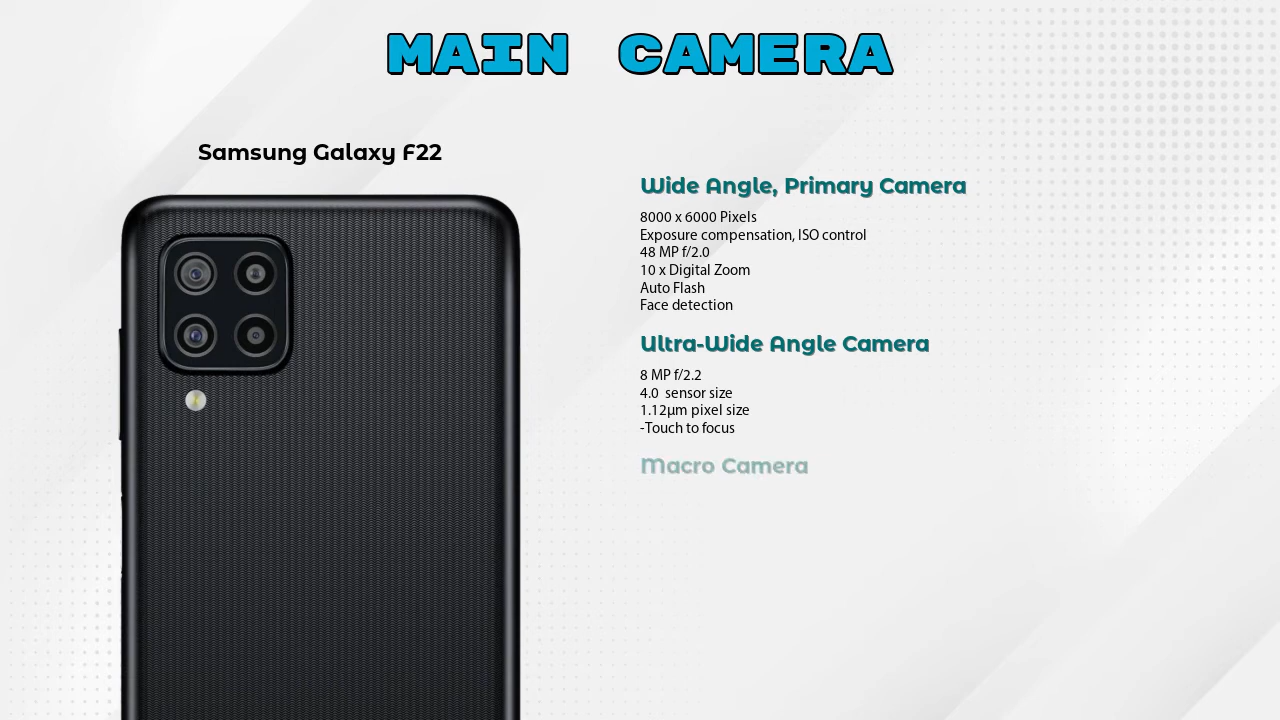 MAIN CAMERA
Samsung Galaxy F22
Wide Angle, Primary Camera
8000 x 6000 Pixels
Exposure compensation, ISO control
48 MP f/2.0
10 x Digital Zoom
Auto Flash
Face detection
Ultra-Wide Angle Camera
8 MP f/2.2
4.0  sensor size
1.12µm pixel size
-Touch to focus
Macro Camera